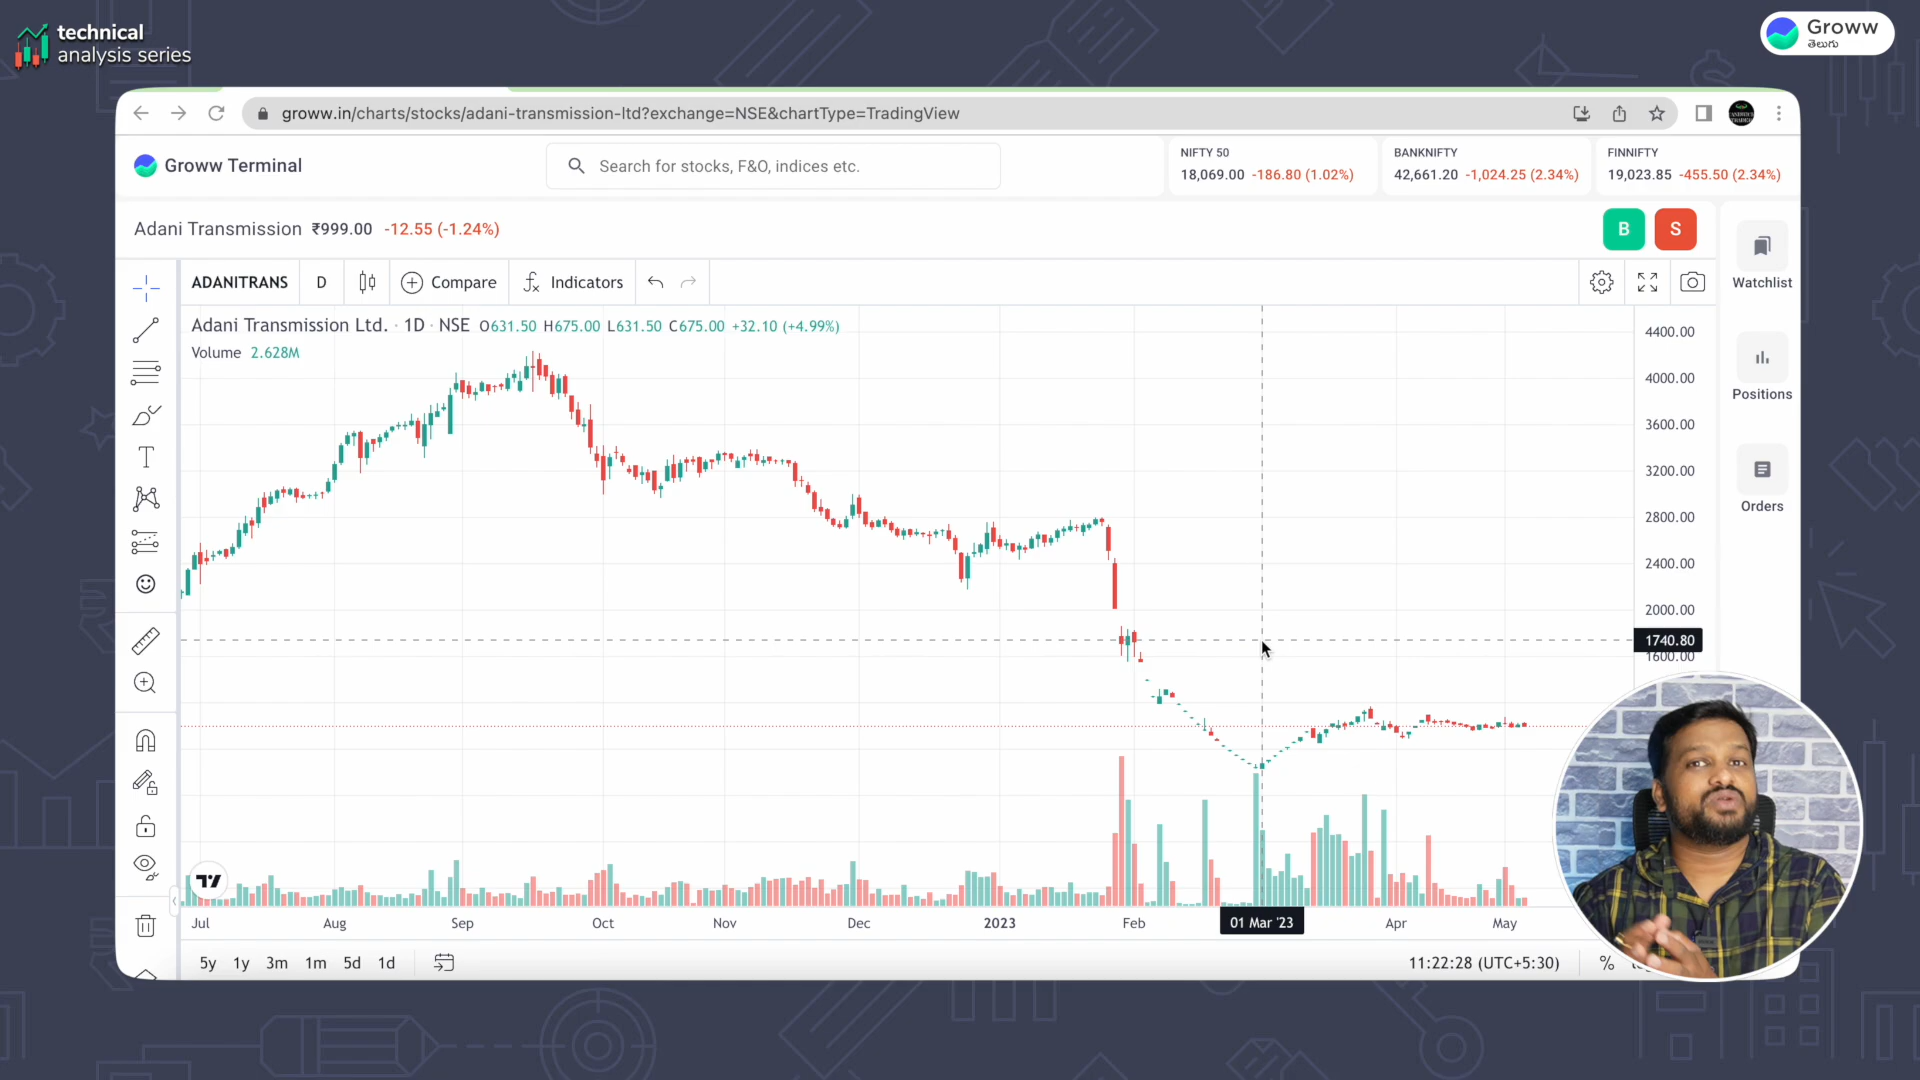 technical
analysis series
Groww
తెలుగు
groww.in/charts/stocks/adani-transmission-ltd?exchange=NSE&chartType=TradingView
Groww Terminal
Search for stocks, F&O, indices etc.
NIFTY 50
18,069.00 -186.80 (1.02%)
BANKNIFTY
42,661.20 -1,024.25 (2.34%)
FINNIFTY
19,023.85 -455.50 (2.34%)
Adani Transmission ₹999.00 -12.55 (-1.24%)
B
S
Watchlist
Positions
Orders
ADANITRANS
D
Compare
Indicators
Adani Transmission Ltd. · 1D · NSE O631.50 H675.00 L631.50 C675.00 +32.10 (+4.99%)
Volume 2.628M
4400.00
4000.00
3600.00
3200.00
2800.00
2400.00
2000.00
1740.80
1600.00
Jul Aug Sep Oct Nov Dec 2023 Feb 01 Mar '23 Apr May
5y 1y 3m 1m 5d 1d
11:22:28 (UTC+5:30) %